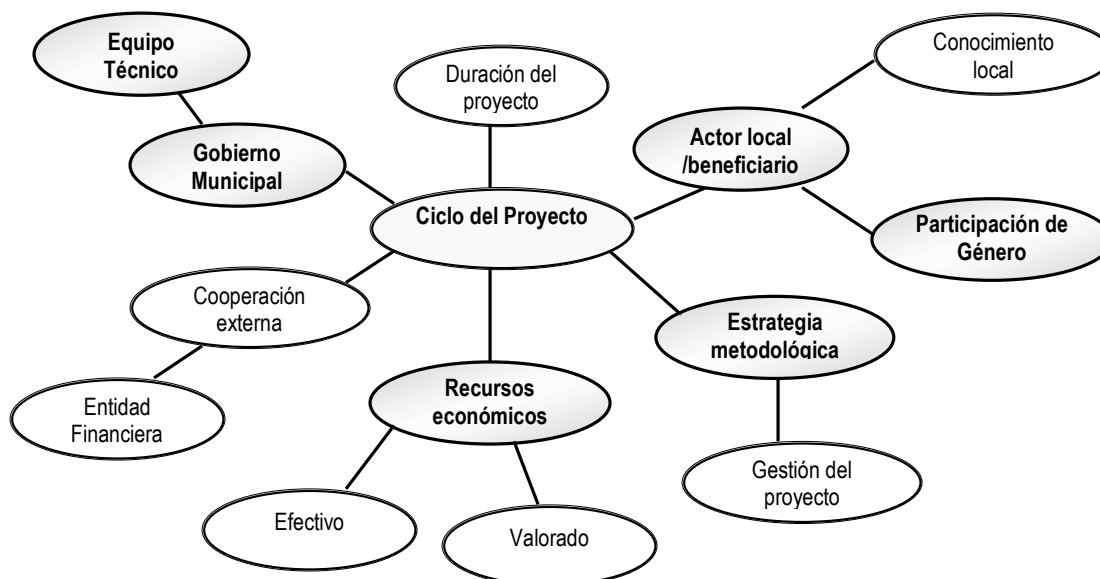 Equipo
Técnico
Conocimiento
local
Duración del
proyecto
Actor local
/beneficiario
Gobierno
Municipal
Ciclo del Proyecto
Participación de
Género
Cooperación
externa
Estrategia
metodológica
Recursos
económicos
Entidad
Financiera
Gestión del
proyecto
Efectivo
Valorado